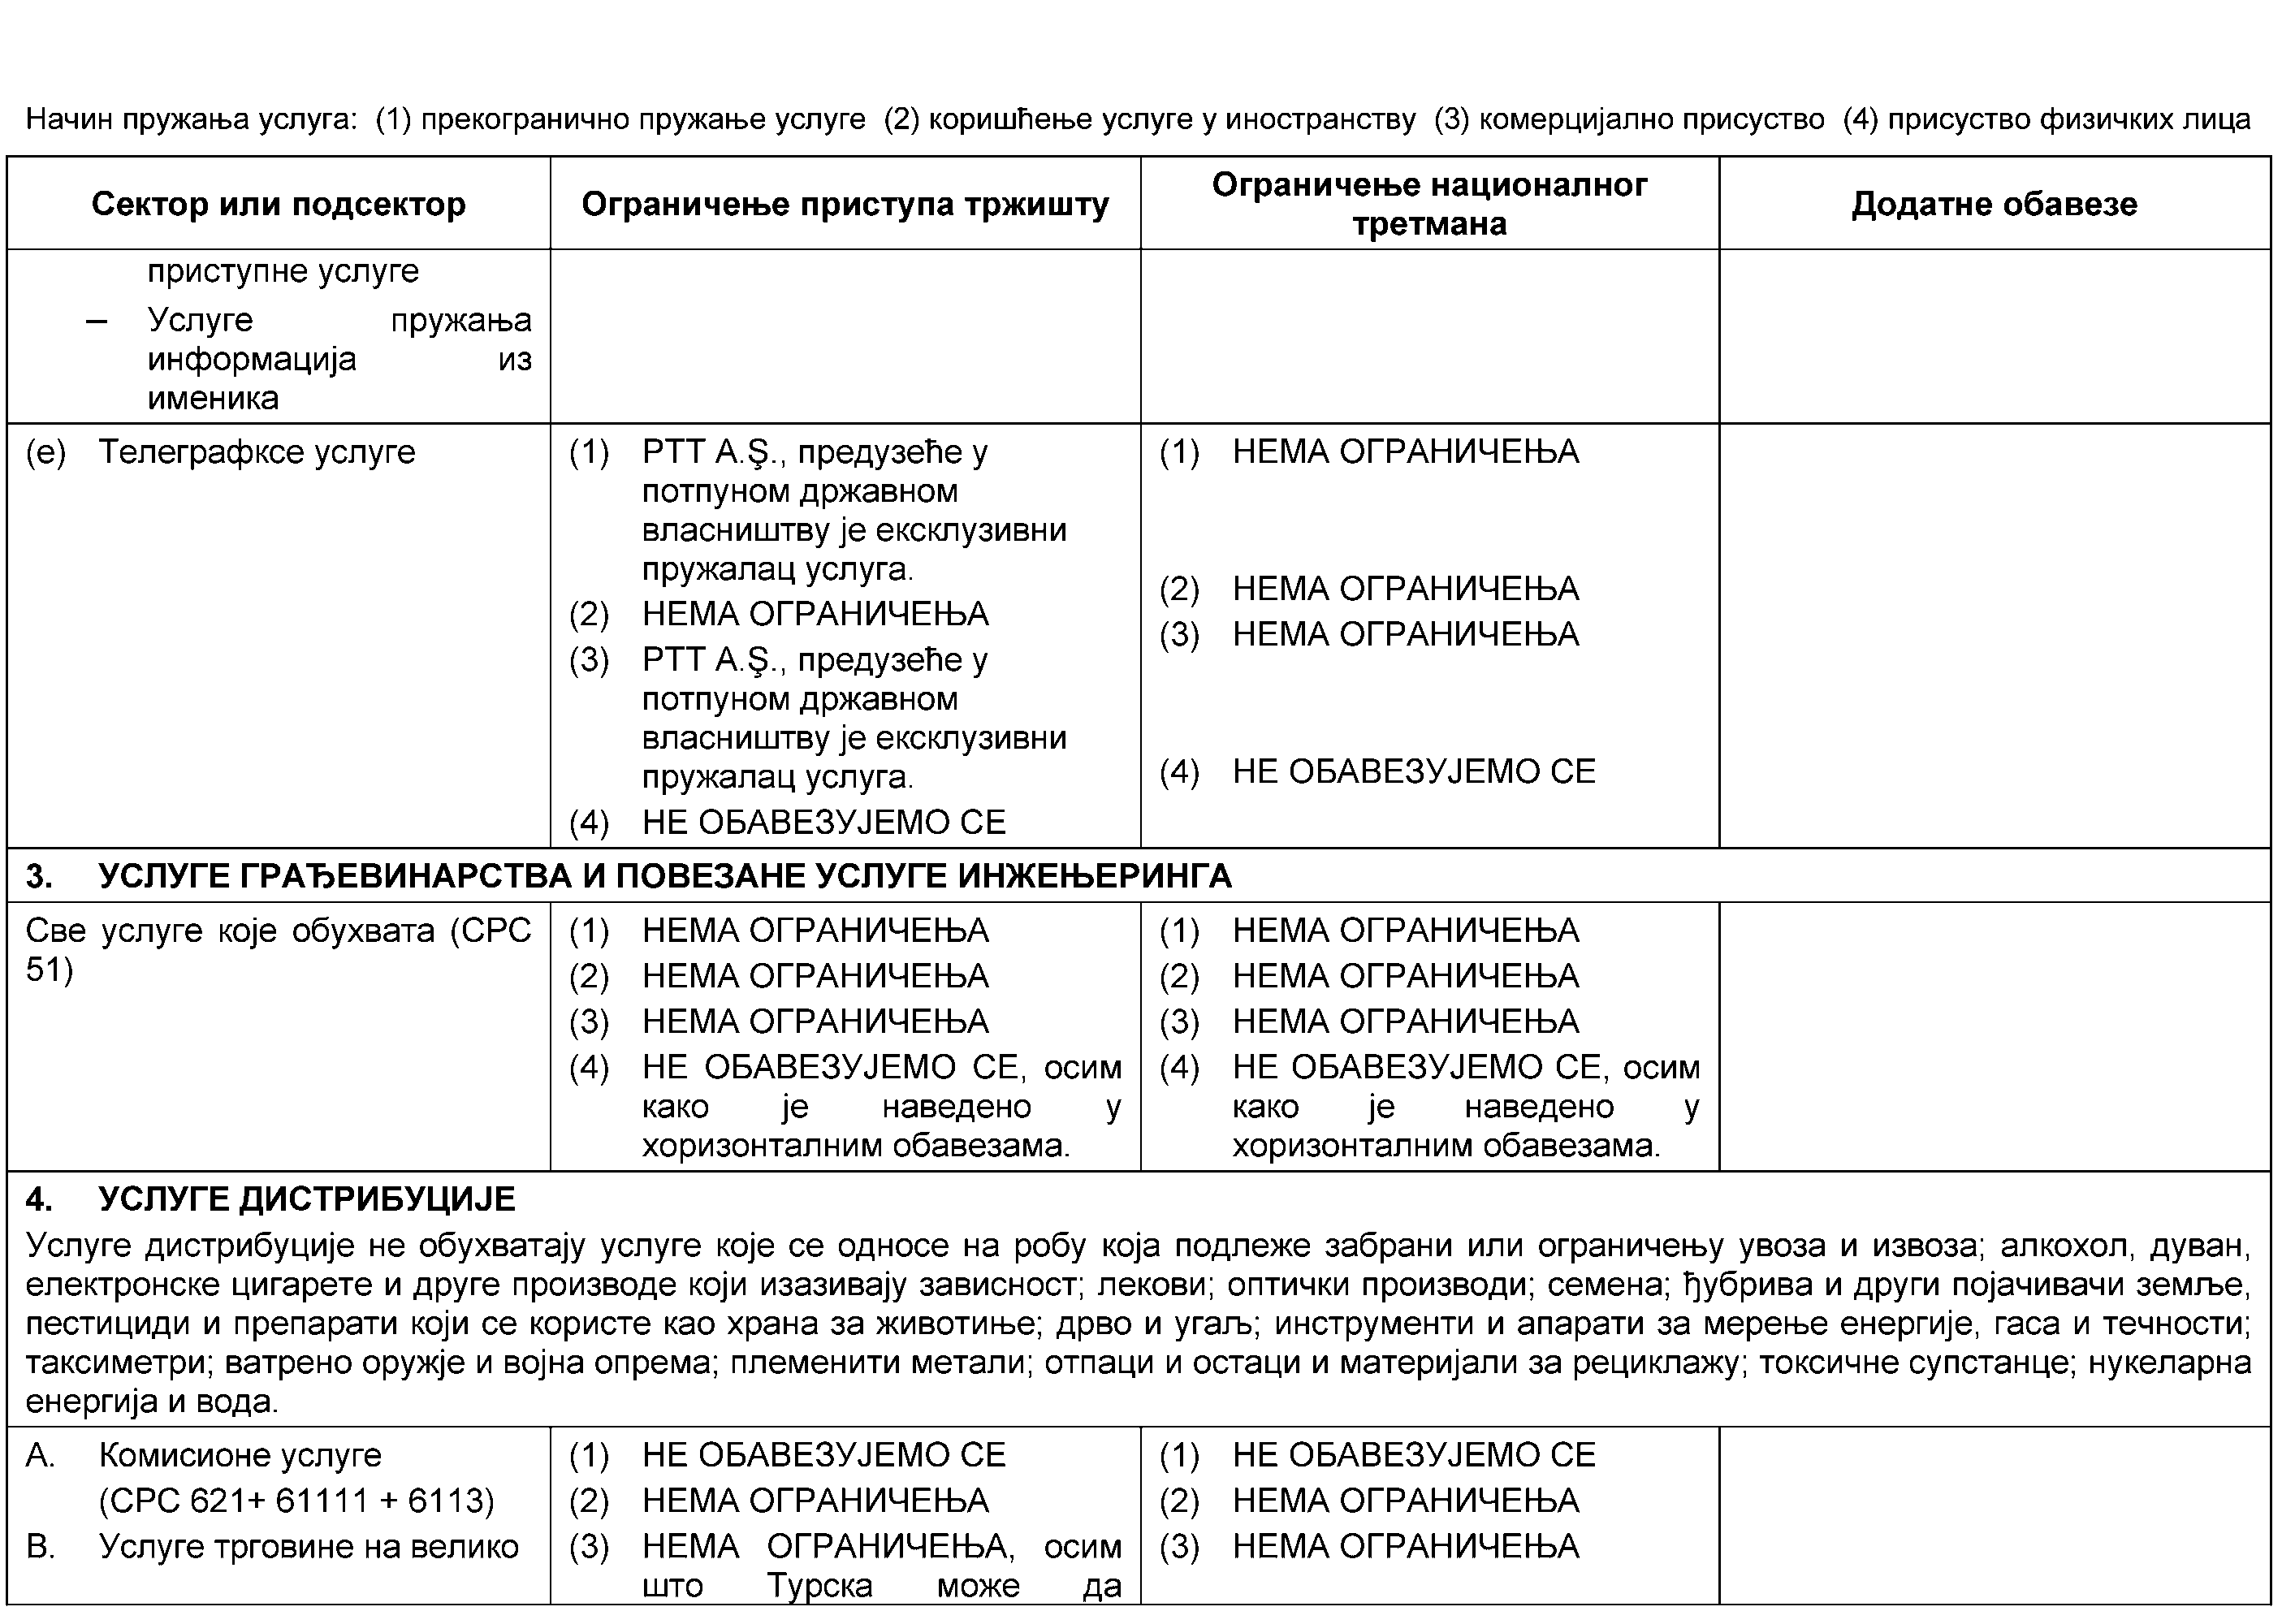 Начин пружања услуга: (1) прекогранично пружање услуге (2) коришћење услуге у иностранству (3) комерцијално присуство (4) присуство физичких лица
Сектор или подсектор
Ограничење приступа тржишту
Ограничење националног
третмана
Додатне обавезе
приступне услуге
– Услуге пружања
информација из
именика
(е) Телеграфксе услуге
(1) PTT A.Ş., предузеће у
потпуном државном
власништву је ексклузивни
пружалац услуга.
(2) НЕМА ОГРАНИЧЕЊА
(3) PTT A.Ş., предузеће у
потпуном државном
власништву је ексклузивни
пружалац услуга.
(4) НЕ ОБАВЕЗУЈЕМО СЕ
(1) НЕМА ОГРАНИЧЕЊА
(2) НЕМА ОГРАНИЧЕЊА
(3) НЕМА ОГРАНИЧЕЊА
(4) НЕ ОБАВЕЗУЈЕМО СЕ
3. УСЛУГЕ ГРАЂЕВИНАРСТВА И ПОВЕЗАНЕ УСЛУГЕ ИНЖЕЊЕРИНГА
Све услуге које обухвата (CPC
51)
(1) НЕМА ОГРАНИЧЕЊА
(2) НЕМА ОГРАНИЧЕЊА
(3) НЕМА ОГРАНИЧЕЊА
(4) НЕ ОБАВЕЗУЈЕМО СЕ, осим
како је наведено у
хоризонталним обавезама.
(1) НЕМА ОГРАНИЧЕЊА
(2) НЕМА ОГРАНИЧЕЊА
(3) НЕМА ОГРАНИЧЕЊА
(4) НЕ ОБАВЕЗУЈЕМО СЕ, осим
како је наведено у
хоризонталним обавезама.
4. УСЛУГЕ ДИСТРИБУЦИЈЕ
Услуге дистрибуције не обухватају услуге које се односе на робу која подлеже забрани или ограничењу увоза и извоза; алкохол, дуван,
електронске цигарете и друге производе који изазивају зависност; лекови; оптички производи; семена; ђубрива и други појачивачи земље,
пестициди и препарати који се користе као храна за животиње; дрво и угаљ; инструменти и апарати за мерење енергије, гаса и течности;
таксиметри; ватрено оружје и војна опрема; племенити метали; отпаци и остаци и материјали за рециклажу; токсичне супстанце; нукеларна
енергија и вода.
A. Комисионе услуге
(CPC 621+ 61111 + 6113)
B. Услуге трговине на велико
(1) НЕ ОБАВЕЗУЈЕМО СЕ
(2) НЕМА ОГРАНИЧЕЊА
(3) НЕМА ОГРАНИЧЕЊА, осим
што Турска може да
(1) НЕ ОБАВЕЗУЈЕМО СЕ
(2) НЕМА ОГРАНИЧЕЊА
(3) НЕМА ОГРАНИЧЕЊА